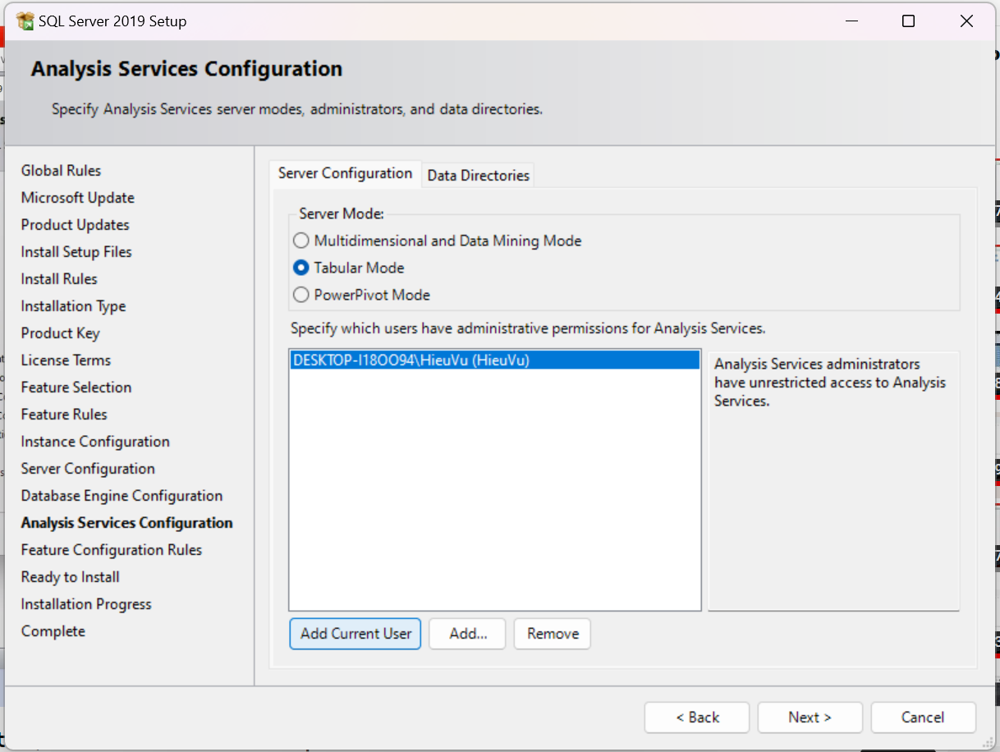 SQL Server 2019 Setup
Analysis Services Configuration
Specify Analysis Services server modes, administrators, and data directories.
Global Rules
Microsoft Update
Product Updates
Install Setup Files
Install Rules
Installation Type
Product Key
License Terms
Feature Selection
Feature Rules
Instance Configuration
Server Configuration
Database Engine Configuration
Analysis Services Configuration
Feature Configuration Rules
Ready to Install
Installation Progress
Complete
Server Configuration
Data Directories
Server Mode:
Multidimensional and Data Mining Mode
Tabular Mode
PowerPivot Mode
Specify which users have administrative permissions for Analysis Services.
DESKTOP-I18OO94\HieuVu (HieuVu)
Analysis Services administrators
have unrestricted access to Analysis
Services.
Add Current User
Add...
Remove
< Back
Next >
Cancel